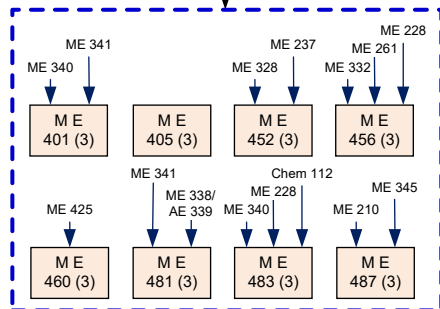 ME 228
ME 341
ME 237
ME 261
ME 340
ME 328
ME 332
M E
401 (3)
M E
405 (3)
M E
452 (3)
M E
456 (3)
ME 341
Chem 112
ME 338/
AE 339
ME 228
ME 345
ME 425
ME 340
ME 210
M E
460 (3)
M E
481 (3)
M E
483 (3)
M E
487 (3)